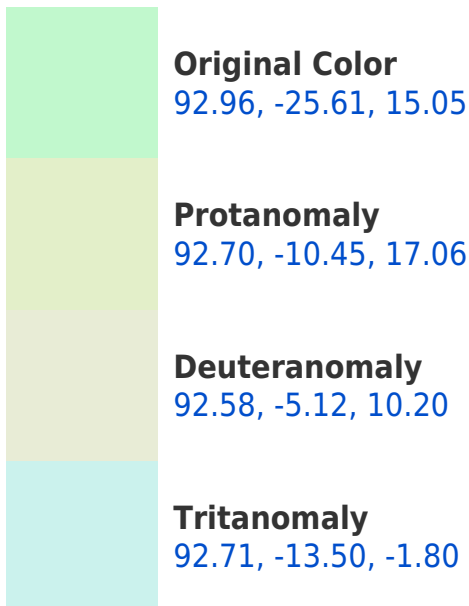 Original Color
92.96, -25.61, 15.05
Protanomaly
92.70, -10.45, 17.06
Deuteranomaly
92.58, -5.12, 10.20
Tritanomaly
92.71, -13.50, -1.80